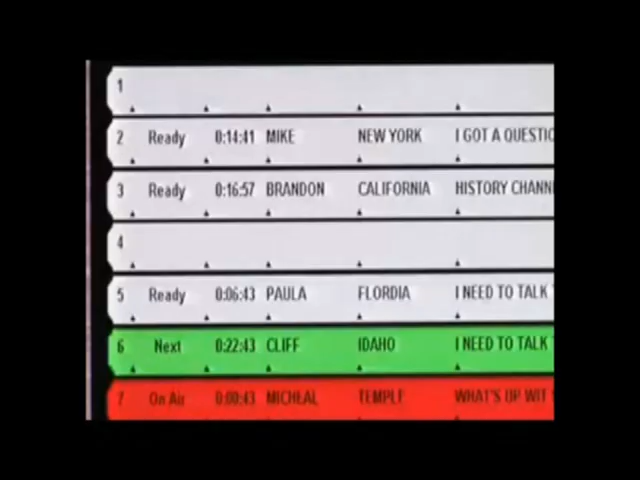 1
2 Ready 0:14:41 MIKE NEW YORK I GOT A QUESTIO
3 Ready 0:16:57 BRANDON CALIFORNIA HISTORY CHANN
4
5 Ready 0:06:43 PAULA FLORDIA I NEED TO TALK
6 Next 0:22:43 CLIFF IDAHO I NEED TO TALK
7 On Air 0:00:43 MICHEAL TEMPLE WHAT'S UP WIT